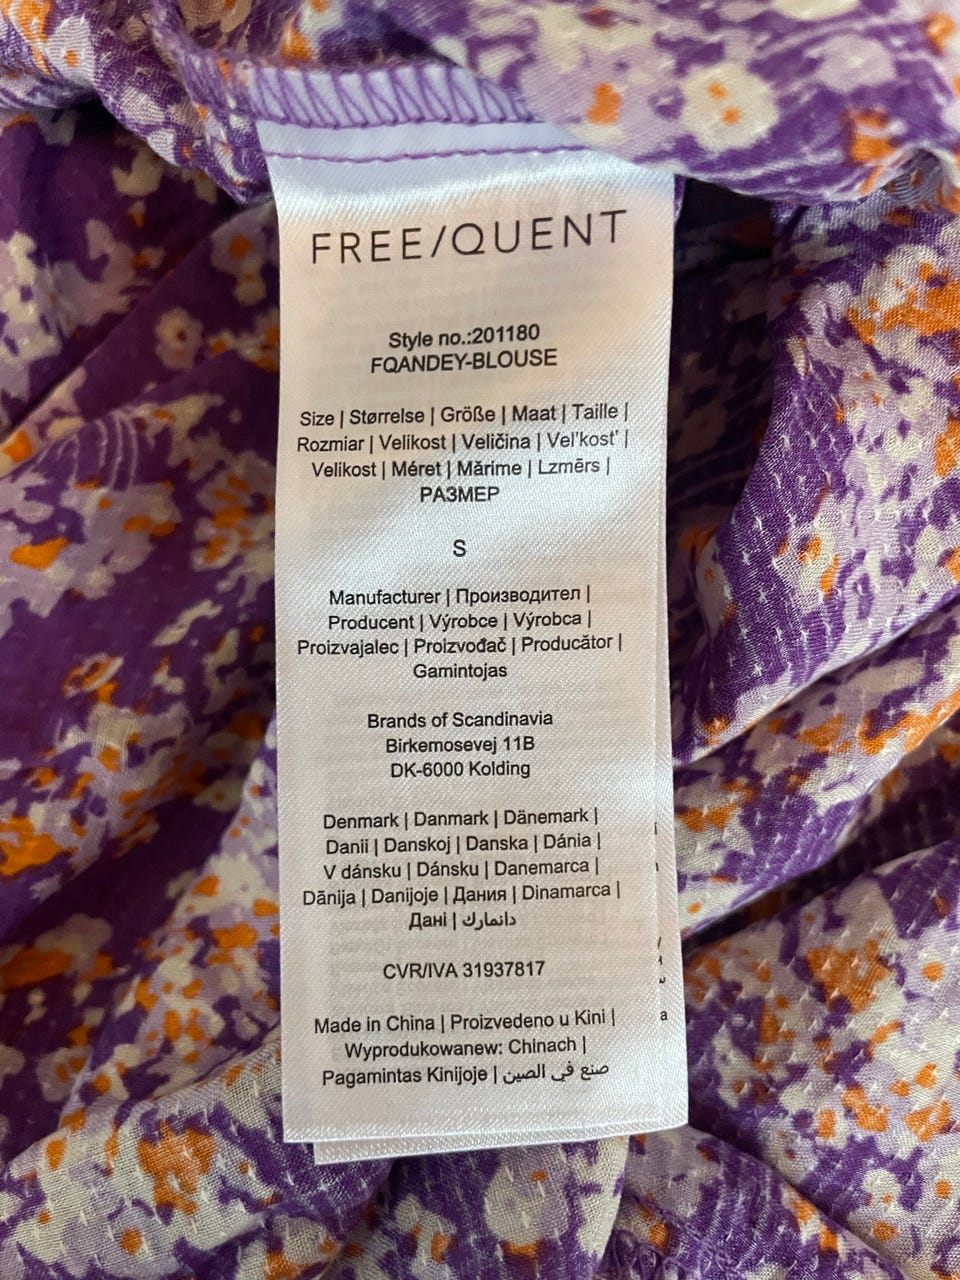 FREE/QUENT
Style no.:201180
FQANDEY-BLOUSE
Size | Størrelse | Größe | Maat | Taille |
Rozmiar | Velikost | Veličina | Vel'kost' |
Velikost | Méret | Mărime | Lzmērs |
РАЗМЕР
S
Manufacturer | Производител |
Producent | Výrobce | Výrobca |
Proizvajalec | Proizvođač | Producător |
Gamintojas
Brands of Scandinavia
Birkemosevej 11B
DK-6000 Kolding
Denmark | Danmark | Dänemark |
Danii | Danskoj | Danska | Dánia |
V dánsku | Dánsku | Danemarca |
Dānija | Danijoje | Дания | Dinamarca |
Дані | دانمارك
CVR/IVA 31937817
Made in China | Proizvedeno u Kini |
Wyprodukowanew: Chinach |
Pagamintas Kinijoje | صنع في الصين